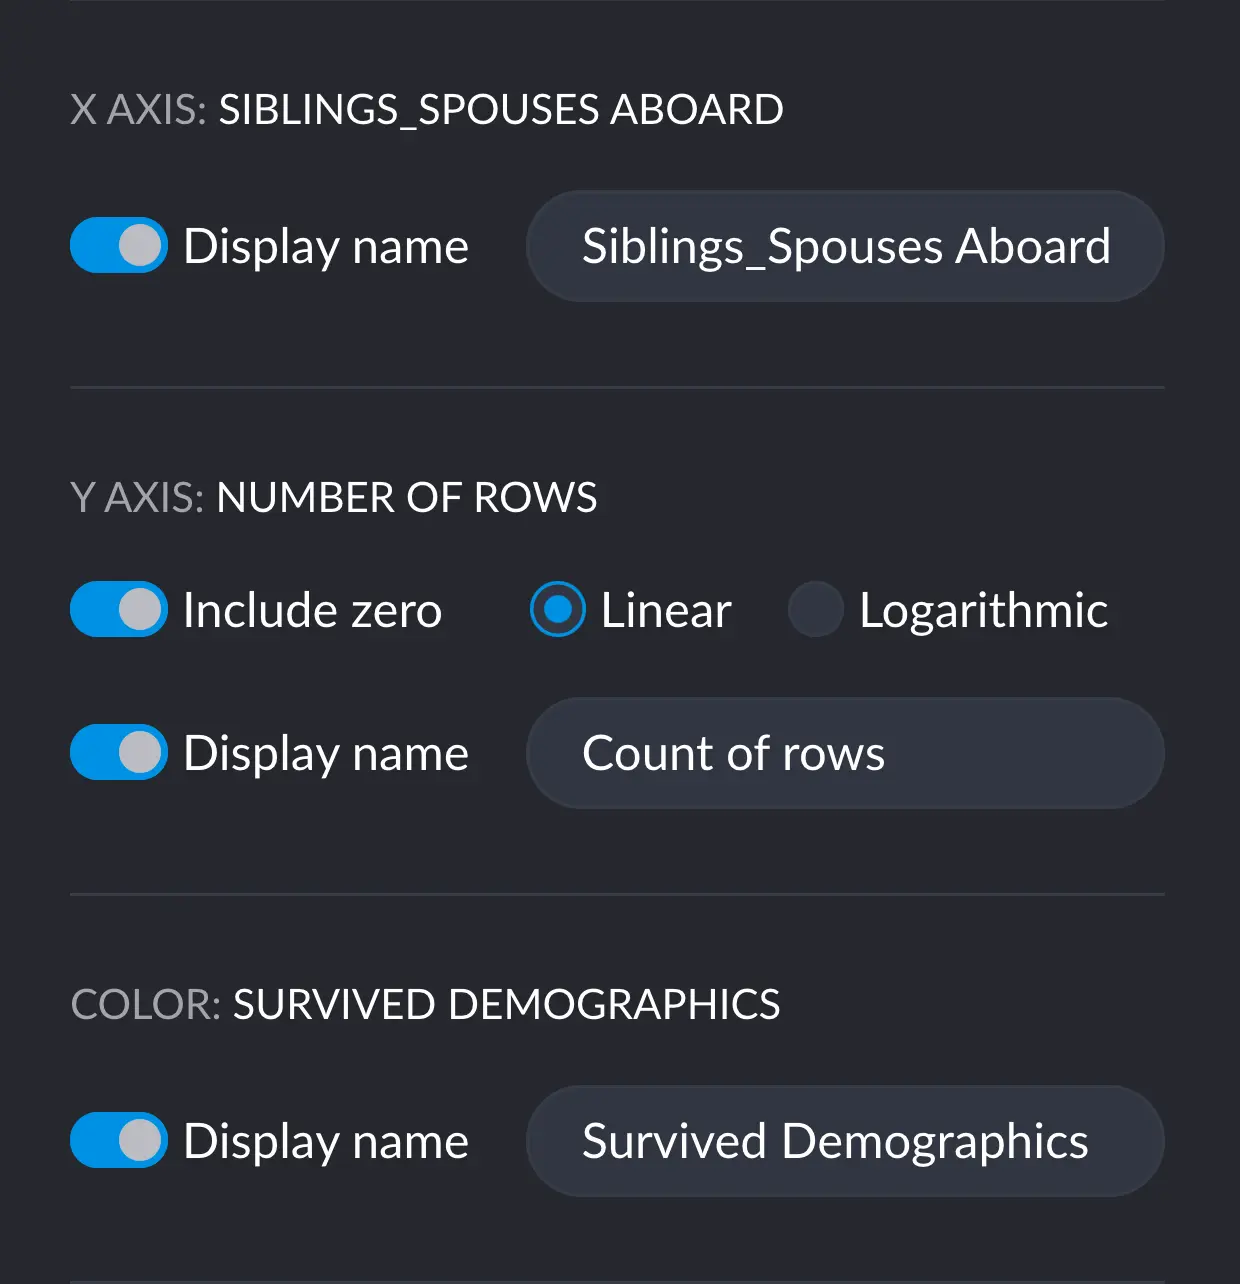 X AXIS: SIBLINGS_SPOUSES ABOARD
Display name Siblings_Spouses Aboard
Y AXIS: NUMBER OF ROWS
Include zero Linear Logarithmic
Display name Count of rows
COLOR: SURVIVED DEMOGRAPHICS
Display name Survived Demographics